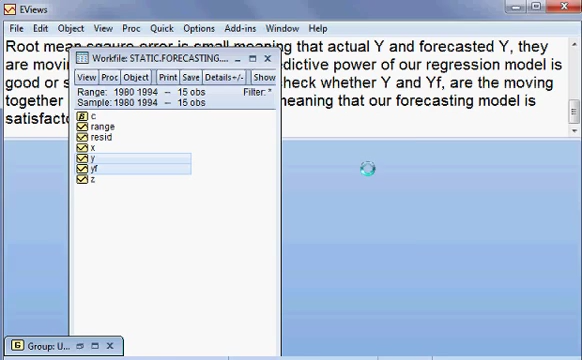 EViews
File Edit Object View Proc Quick Options Add-ins Window Help
Root mean sqaure error is small meaning that actual Y and forecasted Y, they
are movin
edictive power of our regression model is
good or s
heck whether Y and Yf, are the moving
together
meaning that our forecasting model is
satisfacto
Workfile: STATIC.FORECASTING....
View Proc Object Print Save Details+/- Show
Range: 1980 1994 -- 15 obs Filter: *
Sample: 1980 1994 -- 15 obs
c
range
resid
x
y
yf
z
Group: U...